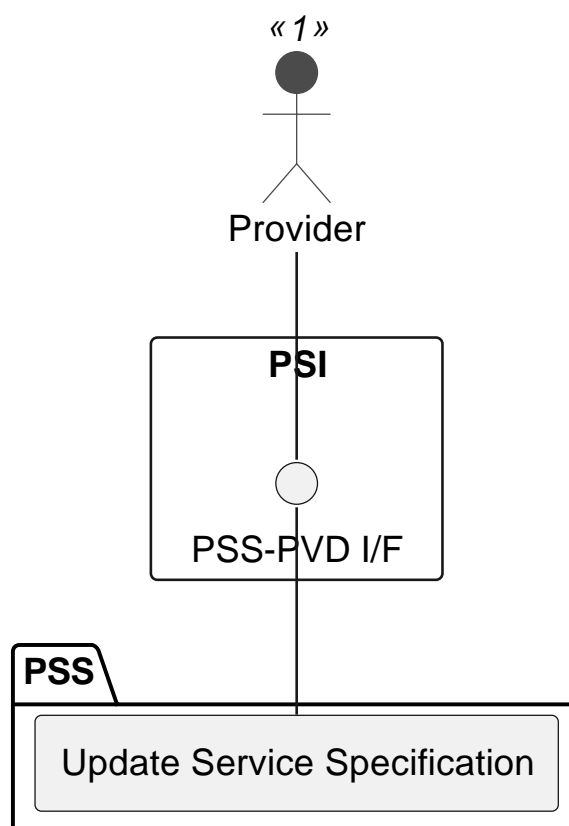 «1»
Provider
PSI
PSS-PVD I/F
PSS
Update Service Specification